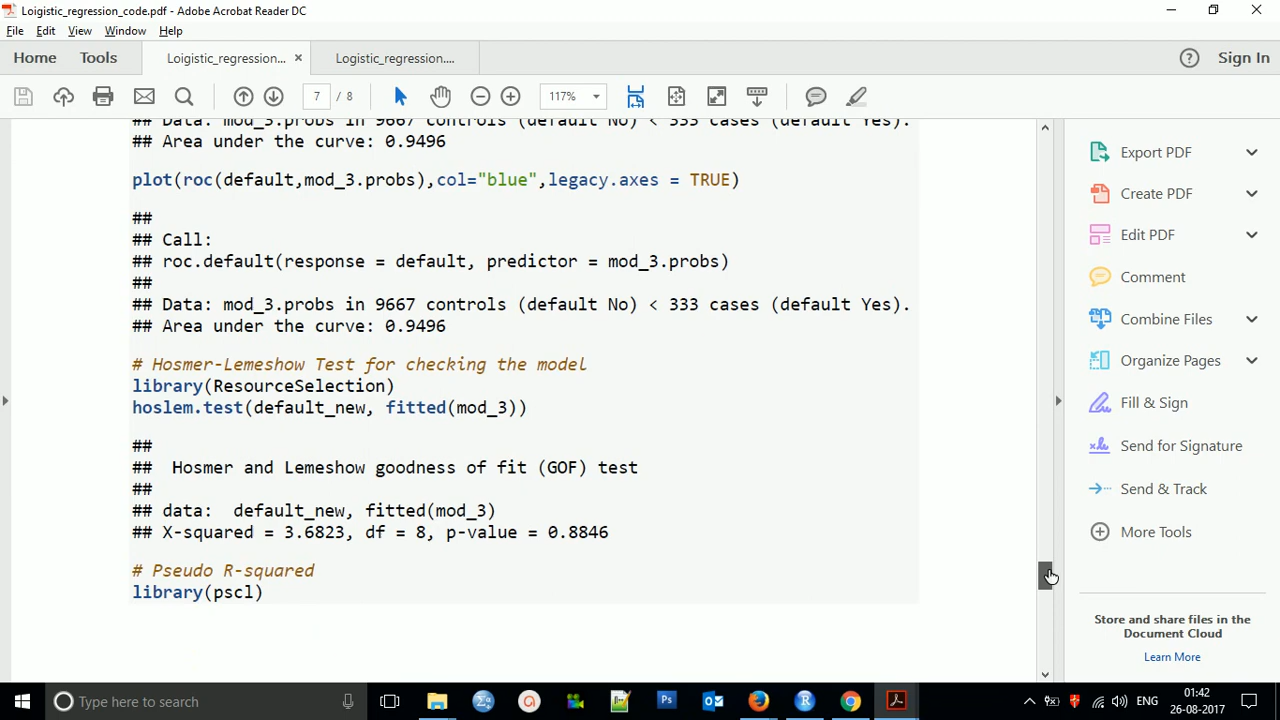 Loigistic_regression_code.pdf - Adobe Acrobat Reader DC
File Edit View Window Help
Home Tools Loigistic_regression... × Logistic_regression.... ? Sign In
7 / 8 117%
## Data: mod_3.probs in 9667 controls (default No) < 333 cases (default Yes).
## Area under the curve: 0.9496
plot(roc(default,mod_3.probs),col="blue",legacy.axes = TRUE)
##
## Call:
## roc.default(response = default, predictor = mod_3.probs)
##
## Data: mod_3.probs in 9667 controls (default No) < 333 cases (default Yes).
## Area under the curve: 0.9496
# Hosmer-Lemeshow Test for checking the model
library(ResourceSelection)
hoslem.test(default_new, fitted(mod_3))
##
## Hosmer and Lemeshow goodness of fit (GOF) test
##
## data: default_new, fitted(mod_3)
## X-squared = 3.6823, df = 8, p-value = 0.8846
# Pseudo R-squared
library(pscl)
Export PDF
Create PDF
Edit PDF
Comment
Combine Files
Organize Pages
Fill & Sign
Send for Signature
Send & Track
More Tools
Store and share files in the
Document Cloud
Learn More
Type here to search
Ps
R
ENG
01:42
26-08-2017